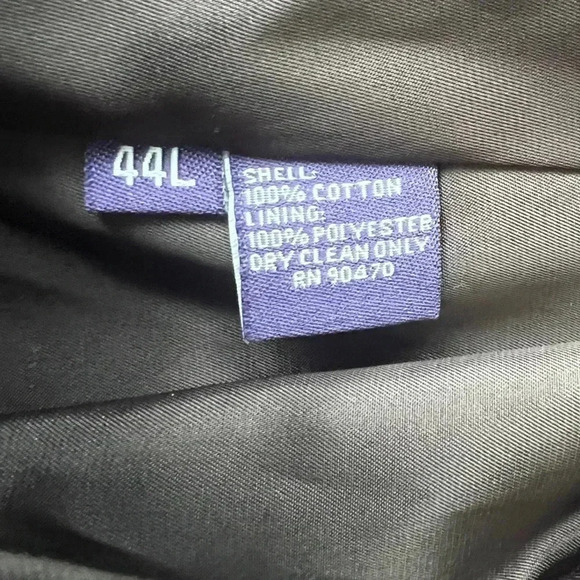 44L
SHELL:
100% COTTON
LINING:
100% POLYESTER
DRY CLEAN ONLY
RN 90470